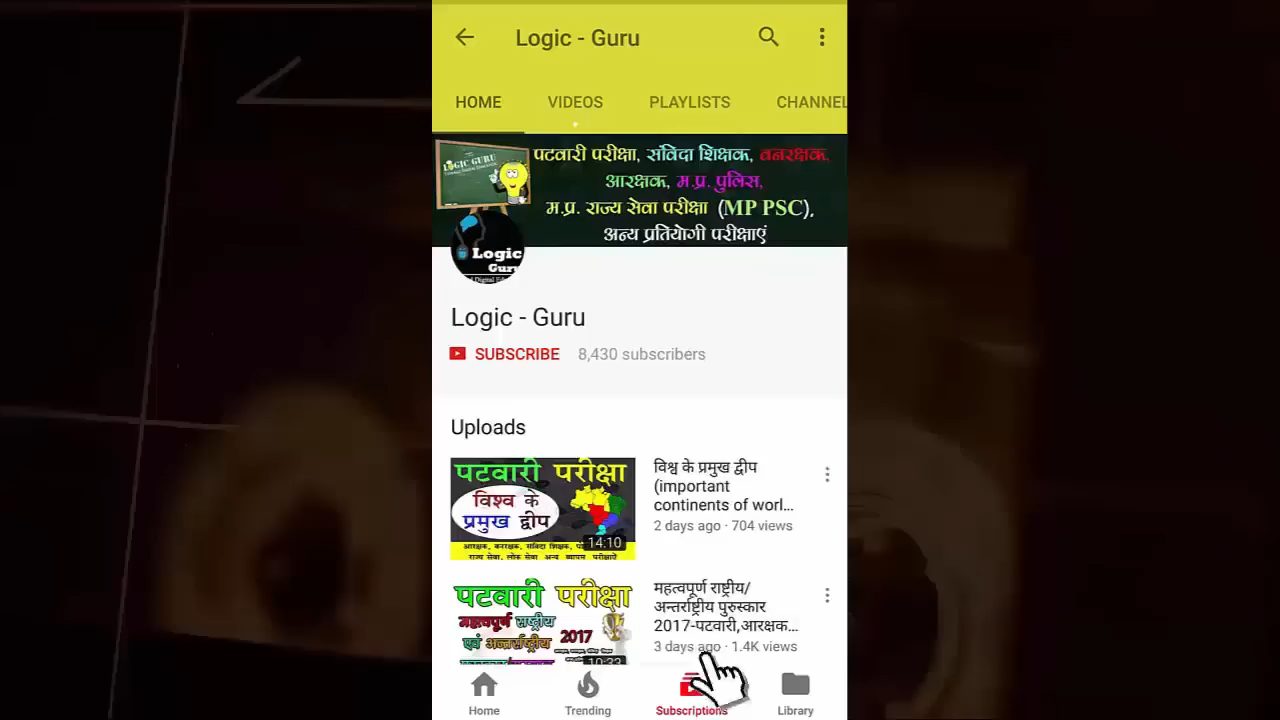 Logic - Guru
HOME VIDEOS PLAYLISTS CHANNEL
LOGIC GURU
पटवारी परीक्षा, संविदा शिक्षक, वनरक्षक,
आरक्षक, म.प्र. पुलिस,
म.प्र. राज्य सेवा परीक्षा (MP PSC),
अन्य प्रतियोगी परीक्षाएं
Logic
Guru
Logic - Guru
SUBSCRIBE 8,430 subscribers
Uploads
पटवारी परीक्षा
विश्व के
प्रमुख द्वीप
14:10
विश्व के प्रमुख द्वीप
(important
continents of worl...
2 days ago · 704 views
पटवारी परीक्षा
महत्वपूर्ण राष्ट्रीय
एवं अन्तर्राष्ट्रीय
2017
10:33
महत्वपूर्ण राष्ट्रीय/
अन्तर्राष्ट्रीय पुरुस्कार
2017-पटवारी,आरक्षक...
3 days ago · 1.4K views
Home Trending Subscriptions Library